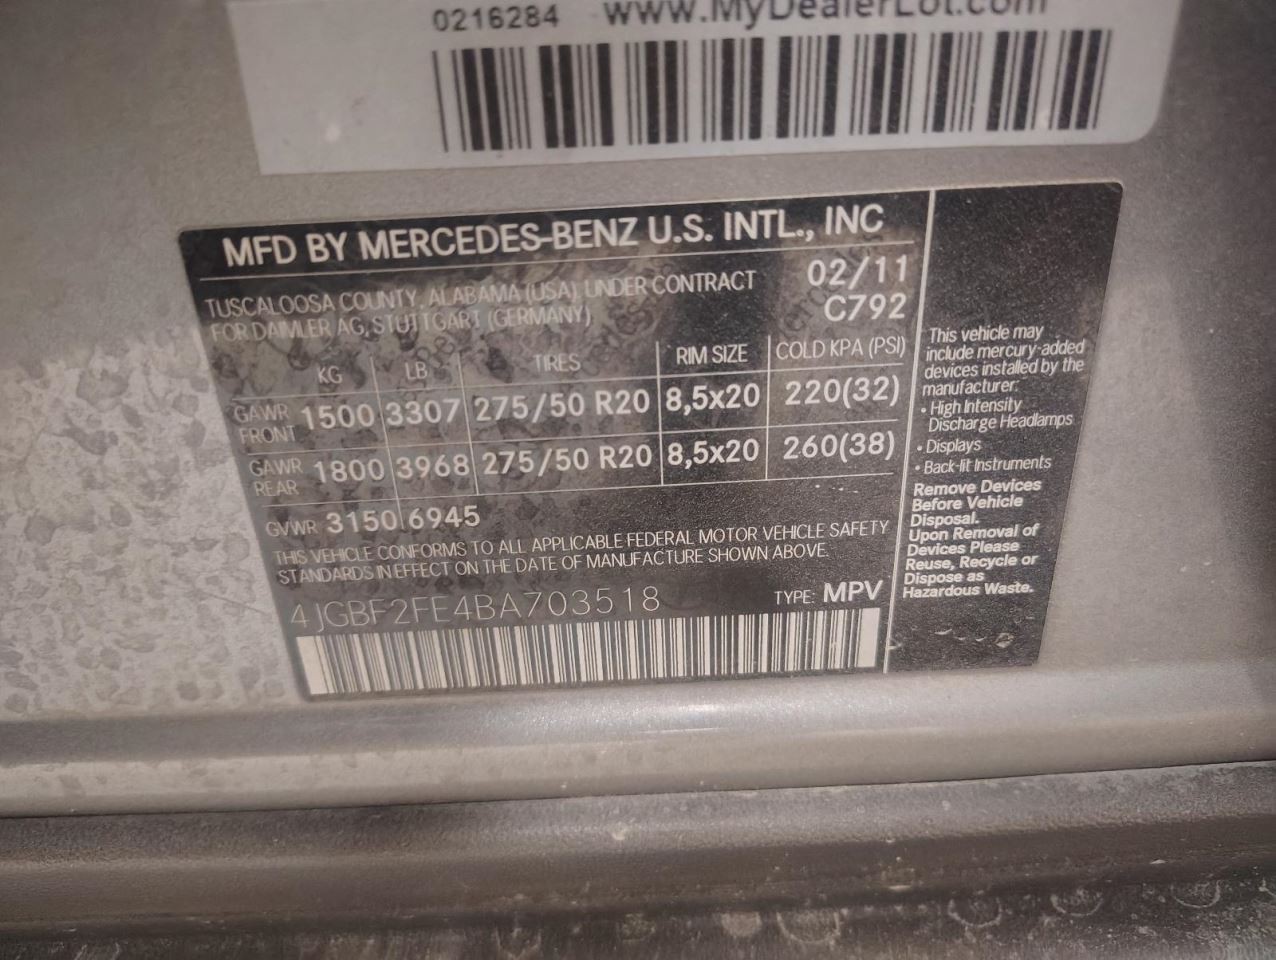 0216284 www.MyDealerLot.com
MFD BY MERCEDES-BENZ U.S. INTL., INC
TUSCALOOSA COUNTY, ALABAMA (USA), UNDER CONTRACT 02/11
FOR DAIMLER AG, STUTTGART (GERMANY) C792
KG LB TIRES RIM SIZE COLD KPA (PSI)
GAWR FRONT 1500 3307 275/50 R20 8,5x20 220(32)
GAWR REAR 1800 3968 275/50 R20 8,5x20 260(38)
GVWR 3150 6945
THIS VEHICLE CONFORMS TO ALL APPLICABLE FEDERAL MOTOR VEHICLE SAFETY
STANDARDS IN EFFECT ON THE DATE OF MANUFACTURE SHOWN ABOVE.
4JGBF2FE4BA703518 TYPE: MPV
This vehicle may
include mercury-added
devices installed by the
manufacturer:
• High Intensity
Discharge Headlamps
• Displays
• Back-lit Instruments
Remove Devices
Before Vehicle
Disposal.
Upon Removal of
Devices Please
Reuse, Recycle or
Dispose as
Hazardous Waste.